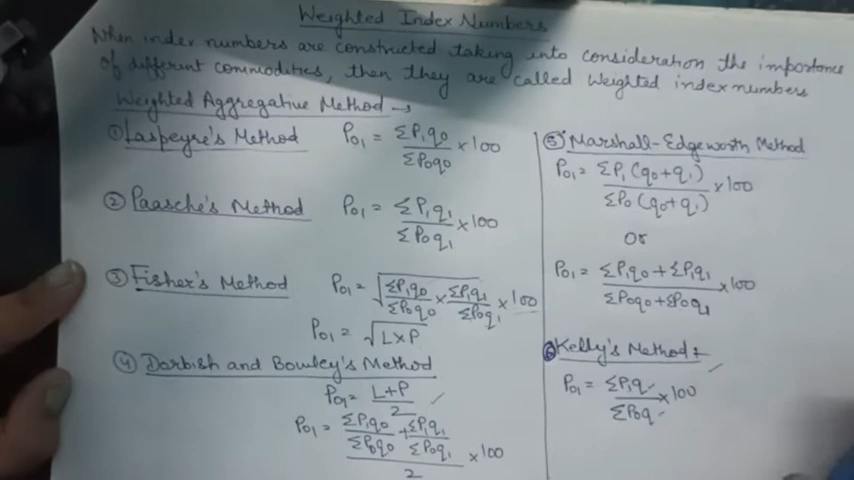 Weighted Index Numbers
When index numbers are constructed taking into consideration the importance
of different commodities, then they are called Weighted index numbers
Weighted Aggregative Method →
① Laspeyre's Method P01 = ΣP1q0 / ΣP0q0 × 100
② Paasche's Method P01 = ΣP1q1 / ΣP0q1 × 100
③ Fisher's Method P01 = √(ΣP1q0 / ΣP0q0 × ΣP1q1 / ΣP0q1) × 100
P01 = √(L×P)
④ Dorbish and Bowley's Method
P01 = L+P / 2
P01 = (ΣP1q0 / ΣP0q0 + ΣP1q1 / ΣP0q1) / 2 × 100
⑤ Marshall-Edgeworth Method
P01 = ΣP1(q0+q1) / ΣP0(q0+q1) × 100
Or
P01 = ΣP1q0 + ΣP1q1 / ΣP0q0 + ΣP0q1 × 100
⑥ Kelly's Method :
P01 = ΣP1q / ΣP0q × 100